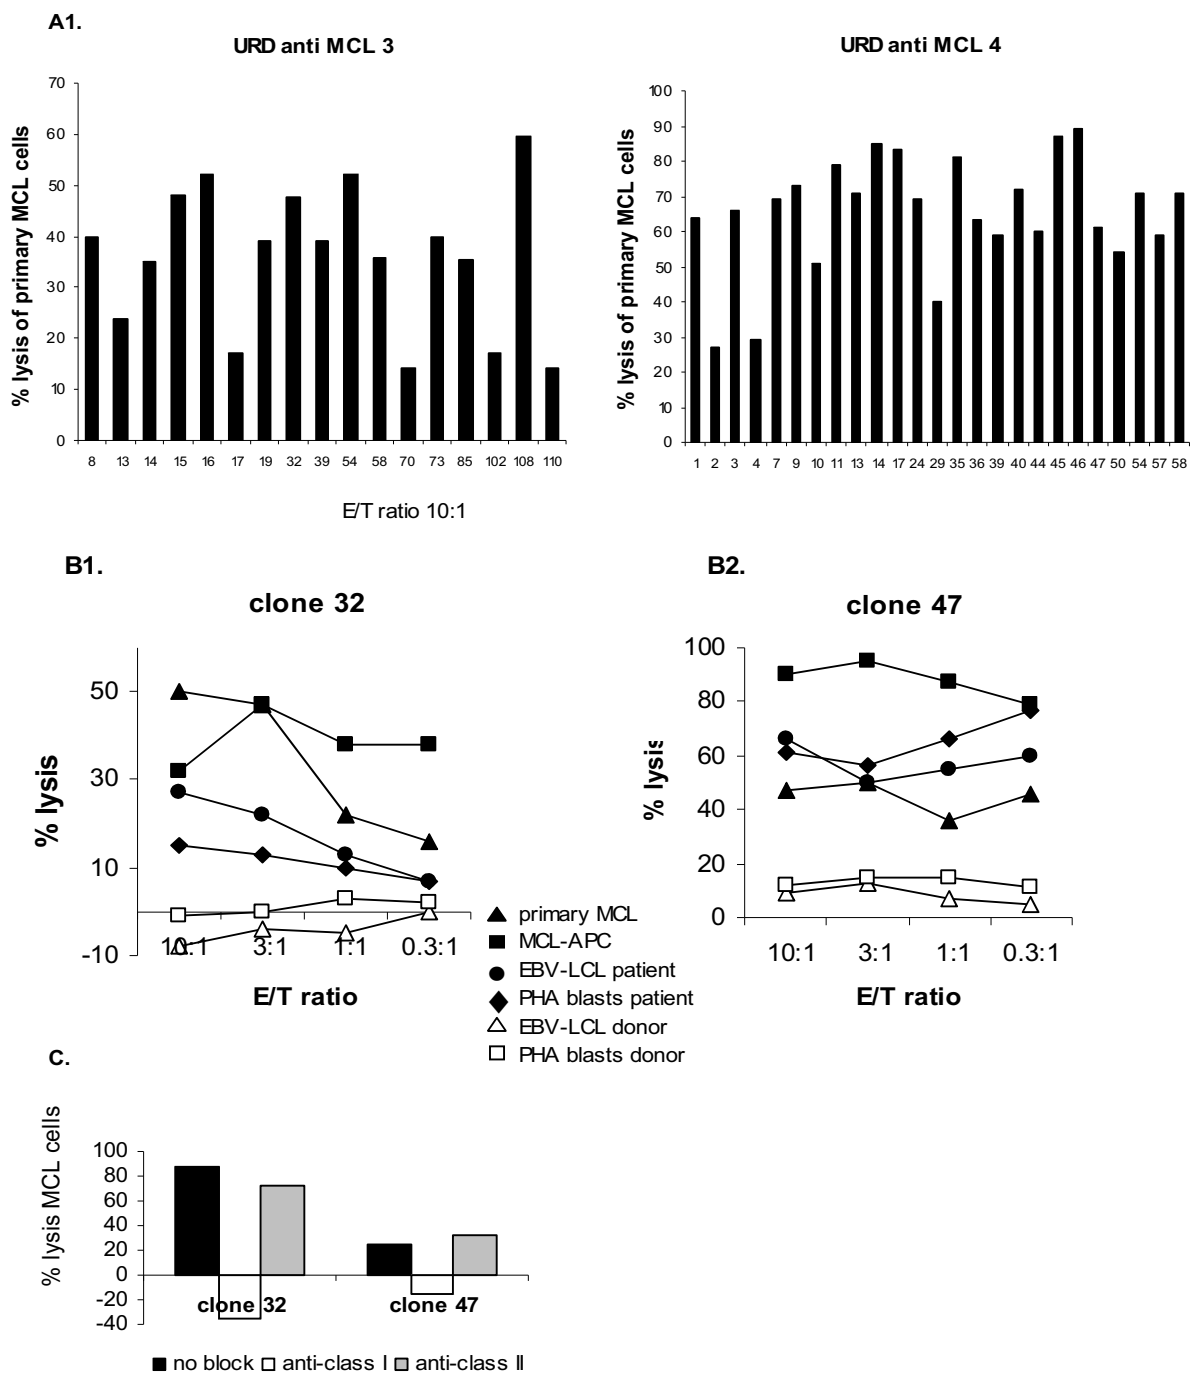 A1.
URD anti MCL 3
URD anti MCL 4
% lysis of primary MCL cells
70
60
50
40
30
20
10
0
8 13 14 15 16 17 19 32 39 54 58 70 73 85 102 108 110
E/T ratio 10:1
% lysis of primary MCL cells
100
90
80
70
60
50
40
30
20
10
0
1 2 3 4 7 9 10 11 13 14 17 24 29 35 36 39 40 44 45 46 47 50 54 57 58
B1.
clone 32
% lysis
50
30
10
-10
10:1 3:1 1:1 0.3:1
E/T ratio
primary MCL
MCL-APC
EBV-LCL patient
PHA blasts patient
EBV-LCL donor
PHA blasts donor
B2.
clone 47
% lysis
100
80
60
40
20
0
10:1 3:1 1:1 0.3:1
E/T ratio
C.
% lysis MCL cells
100
80
60
40
20
0
-20
-40
clone 32 clone 47
no block anti-class I anti-class II